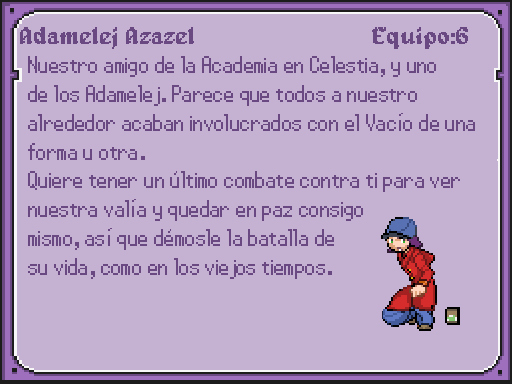 Adamelej Azazel Equipo:6
Nuestro amigo de la Academia en Celestia, y uno
de los Adamelej. Parece que todos a nuestro
alrededor acaban involucrados con el Vacío de una
forma u otra.
Quiere tener un último combate contra ti para ver
nuestra valía y quedar en paz consigo
mismo, así que démosle la batalla de
su vida, como en los viejos tiempos.